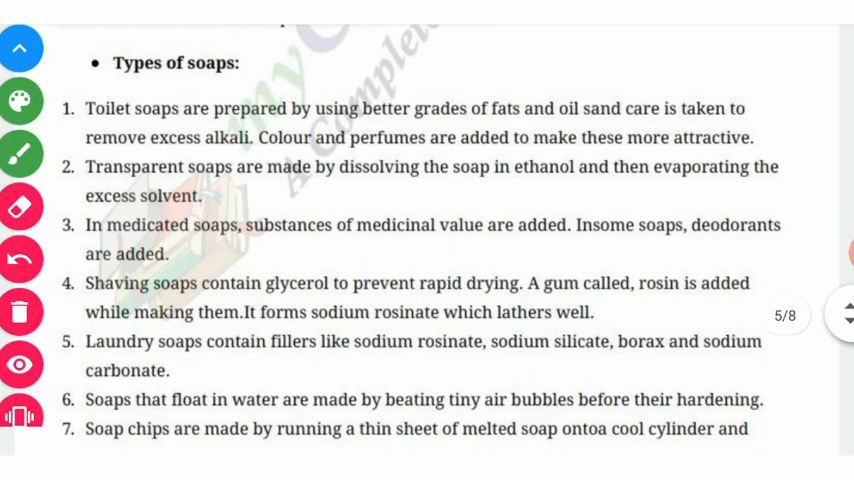 • Types of soaps:
1. Toilet soaps are prepared by using better grades of fats and oil sand care is taken to
remove excess alkali. Colour and perfumes are added to make these more attractive.
2. Transparent soaps are made by dissolving the soap in ethanol and then evaporating the
excess solvent.
3. In medicated soaps, substances of medicinal value are added. Insome soaps, deodorants
are added.
4. Shaving soaps contain glycerol to prevent rapid drying. A gum called, rosin is added
while making them.It forms sodium rosinate which lathers well.
5/8
5. Laundry soaps contain fillers like sodium rosinate, sodium silicate, borax and sodium
carbonate.
6. Soaps that float in water are made by beating tiny air bubbles before their hardening.
7. Soap chips are made by running a thin sheet of melted soap ontoa cool cylinder and
my
A Complete